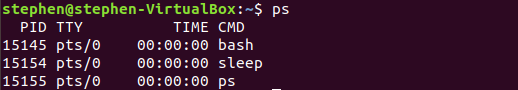 stephen@stephen-VirtualBox:~$ ps
  PID TTY          TIME CMD
15145 pts/0    00:00:00 bash
15154 pts/0    00:00:00 sleep
15155 pts/0    00:00:00 ps